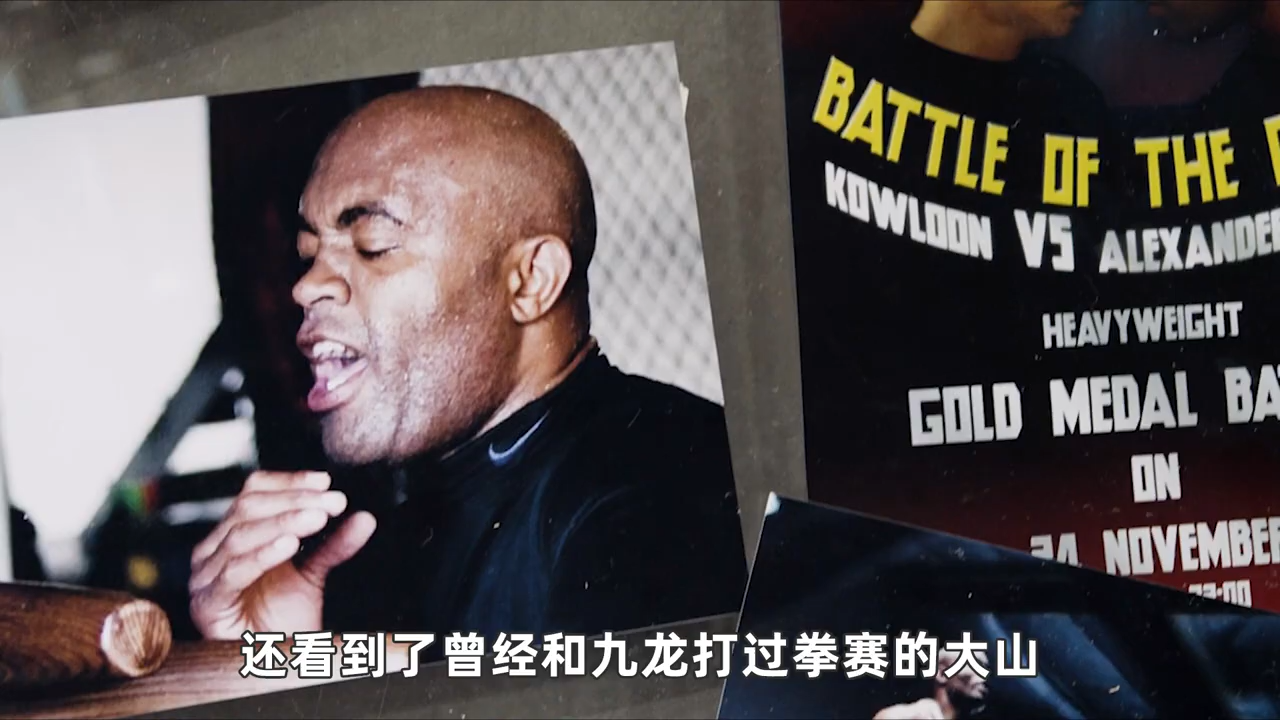 BATTLE OF THE
KOWLOON VS ALEXANDER
HEAVYWEIGHT
GOLD MEDAL
ON
24 NOVEMBER
还看到了曾经和九龙打过拳赛的大山